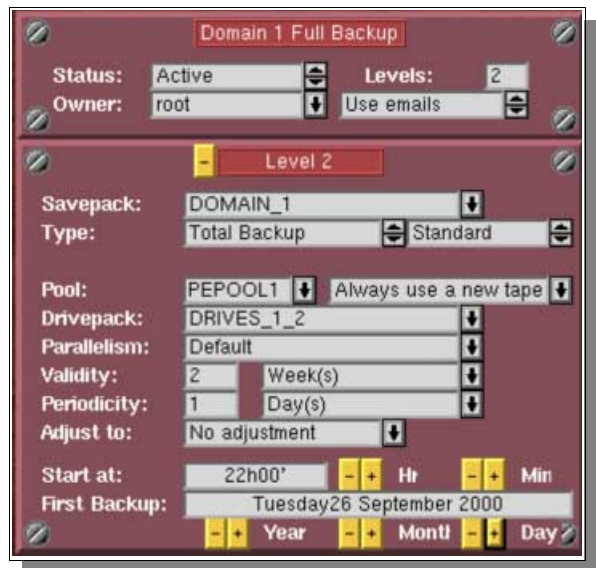 Domain 1 Full Backup
Status: Active Levels: 2
Owner: root Use emails
- Level 2
Savepack: DOMAIN_1
Type: Total Backup Standard
Pool: PEPOOL1 Always use a new tape
Drivepack: DRIVES_1_2
Parallelism: Default
Validity: 2 Week(s)
Periodicity: 1 Day(s)
Adjust to: No adjustment
Start at: 22h00' - + Hr - + Min
First Backup: Tuesday26 September 2000
- + Year - + Montl - + Day